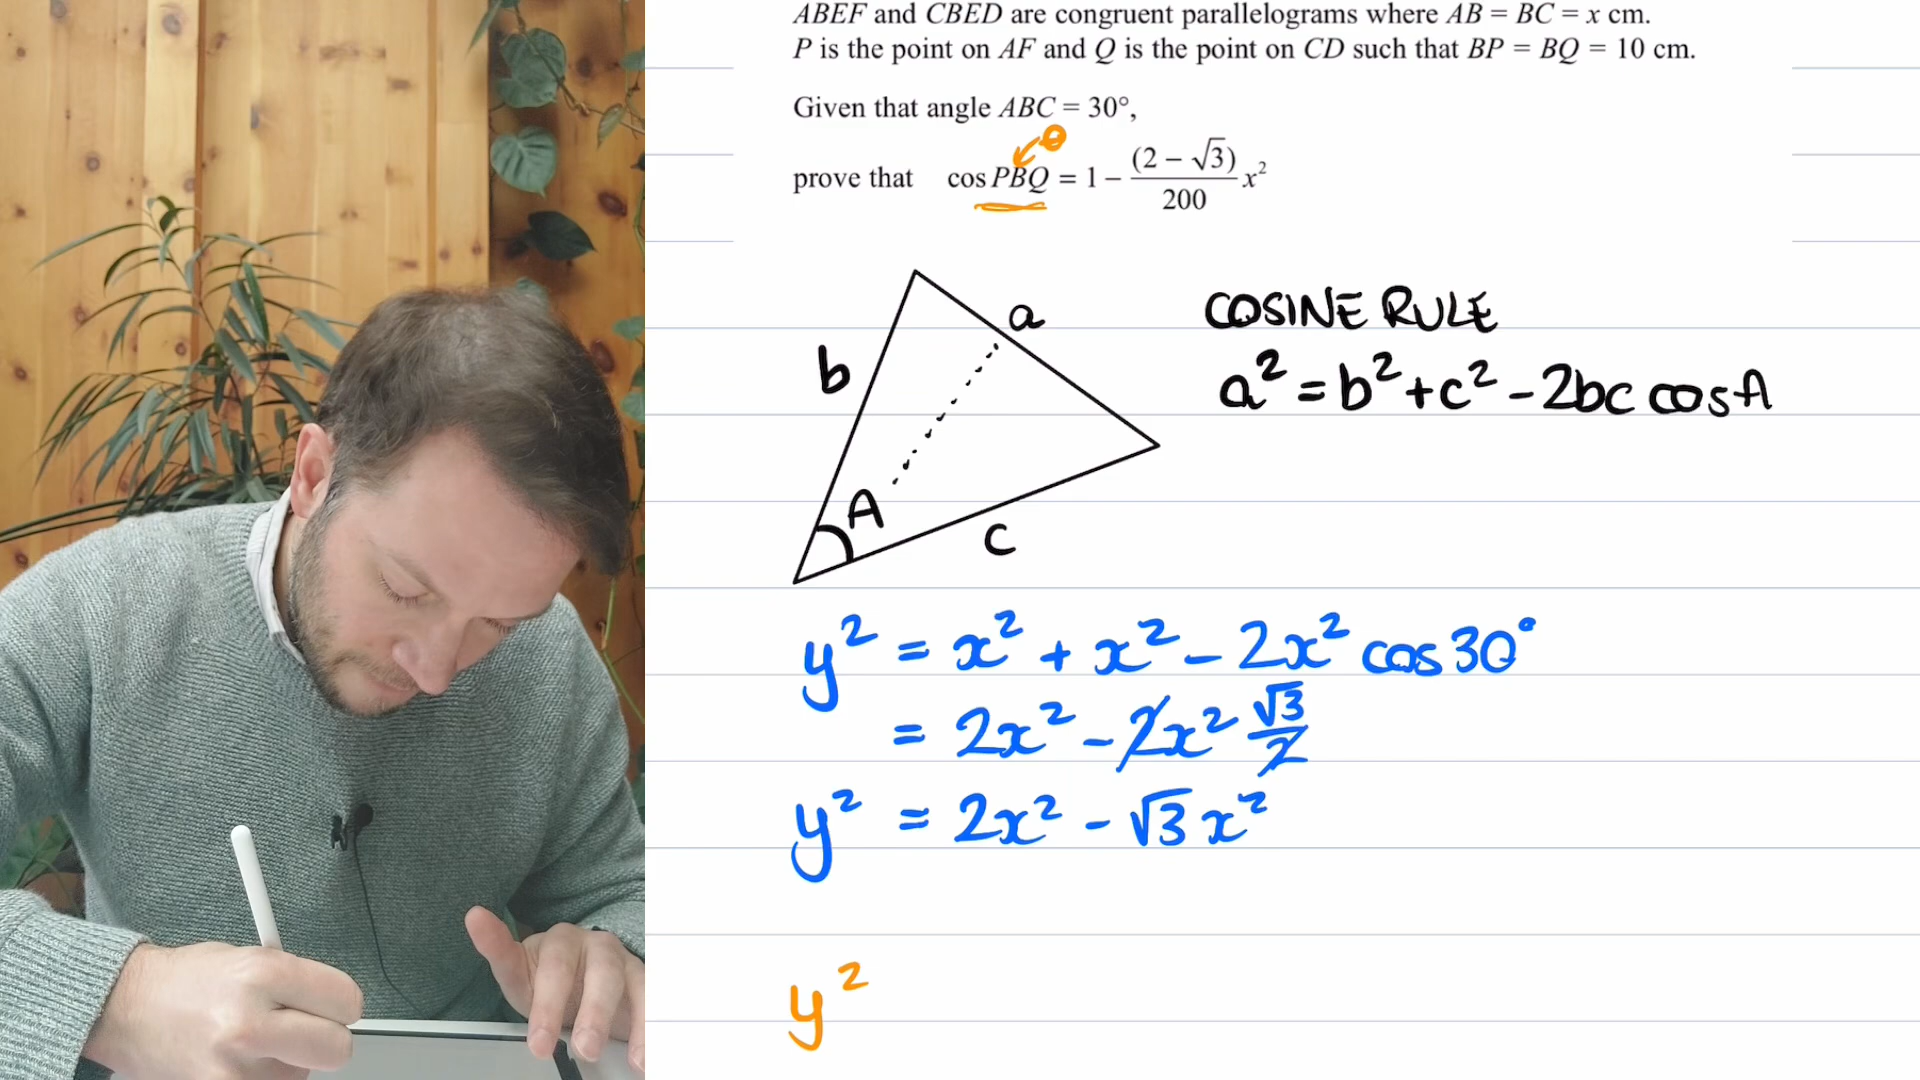 ABEF and CBED are congruent parallelograms where AB = BC = x cm.
P is the point on AF and Q is the point on CD such that BP = BQ = 10 cm.
Given that angle ABC = 30°,
θ
prove that cos PBQ = 1 − (2 − √3)/200 x²
a
b
A
c
COSINE RULE
a² = b² + c² - 2bc cosA
y² = x² + x² - 2x² cos30°
= 2x² - 2x² √3/2
y² = 2x² - √3 x²
y²